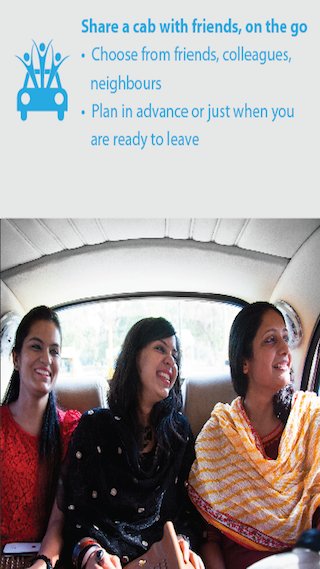 Share a cab with friends, on the go
• Choose from friends, colleagues,
neighbours
• Plan in advance or just when you
are ready to leave